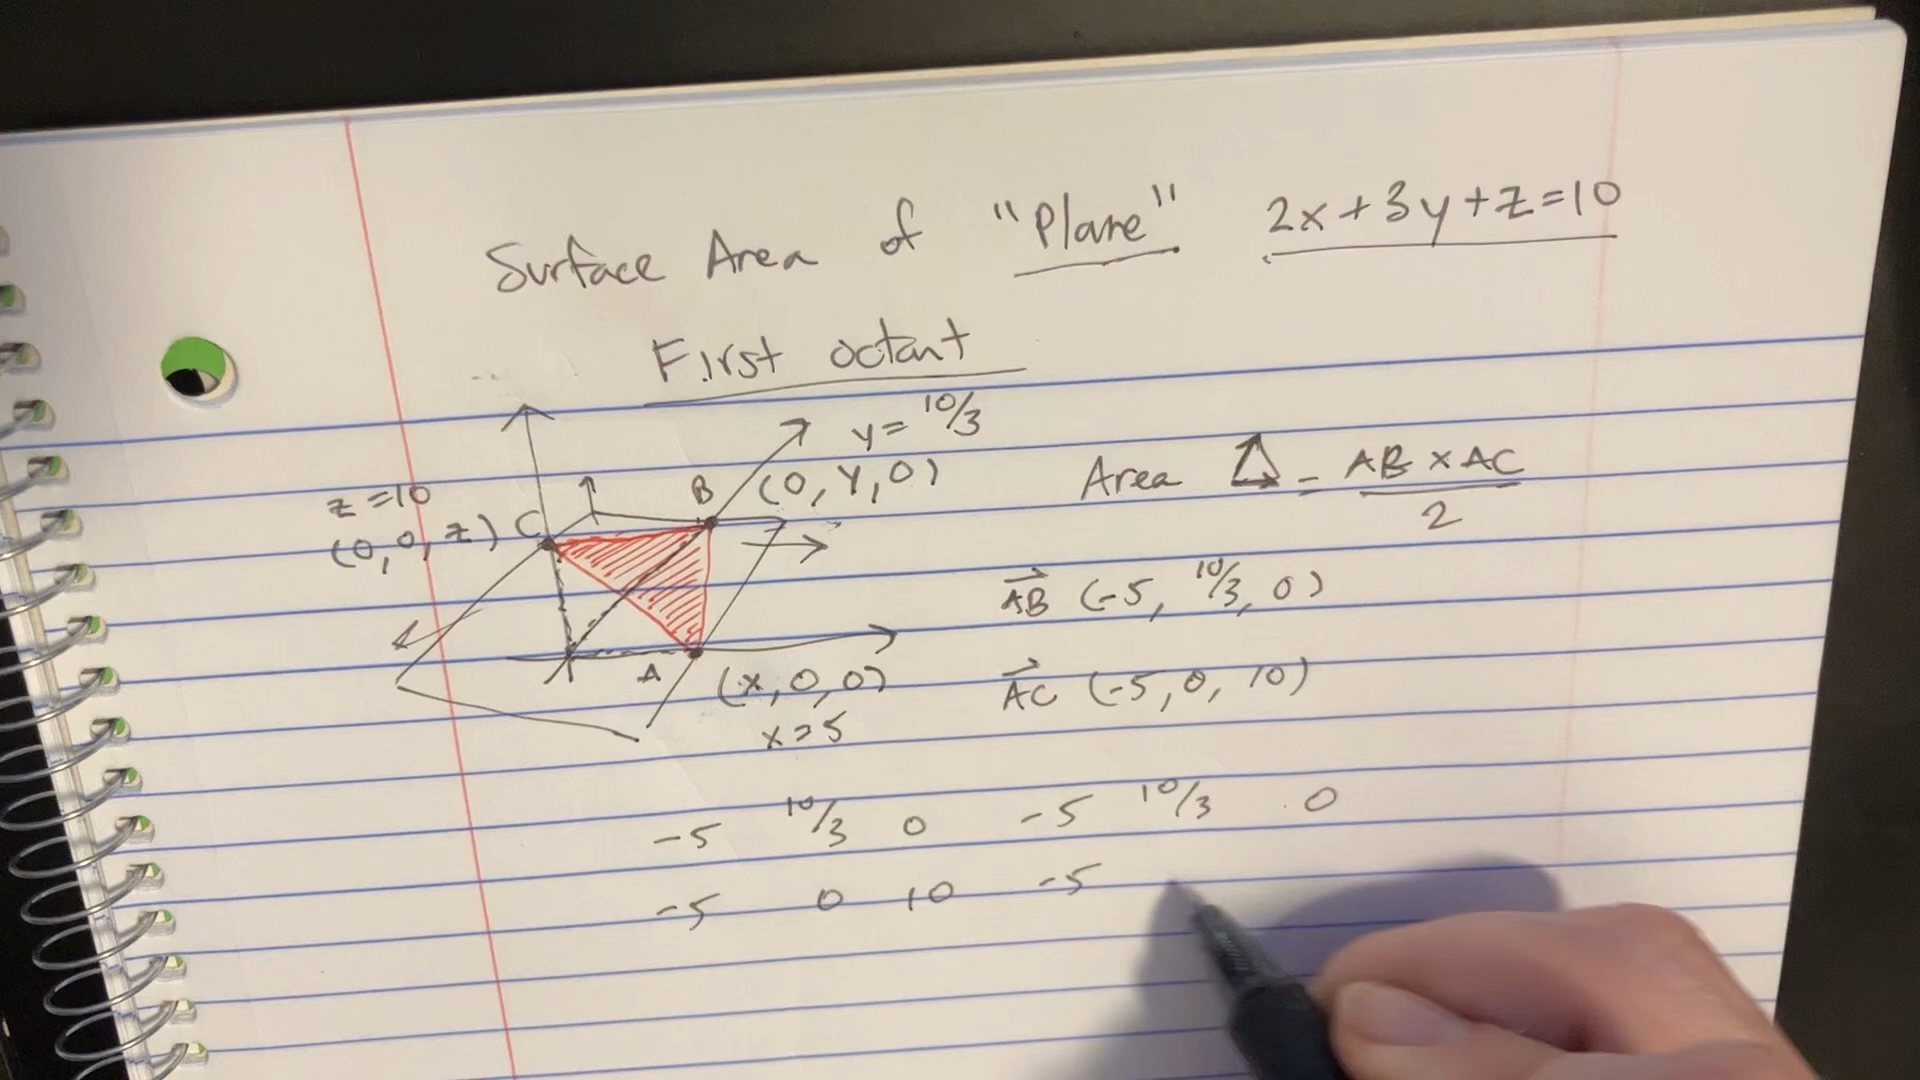 Surface Area of "Plane" 2x+3y+z=10
First octant
y= 10/3
z=10
(0,0,z) C
B (0,Y,0)
Area △ = AB x AC
2
AB (-5, 10/3, 0)
A (x,0,0)
x=5
AC (-5,0,10)
-5 10/3 0 -5 10/3 0
-5 0 10 -5